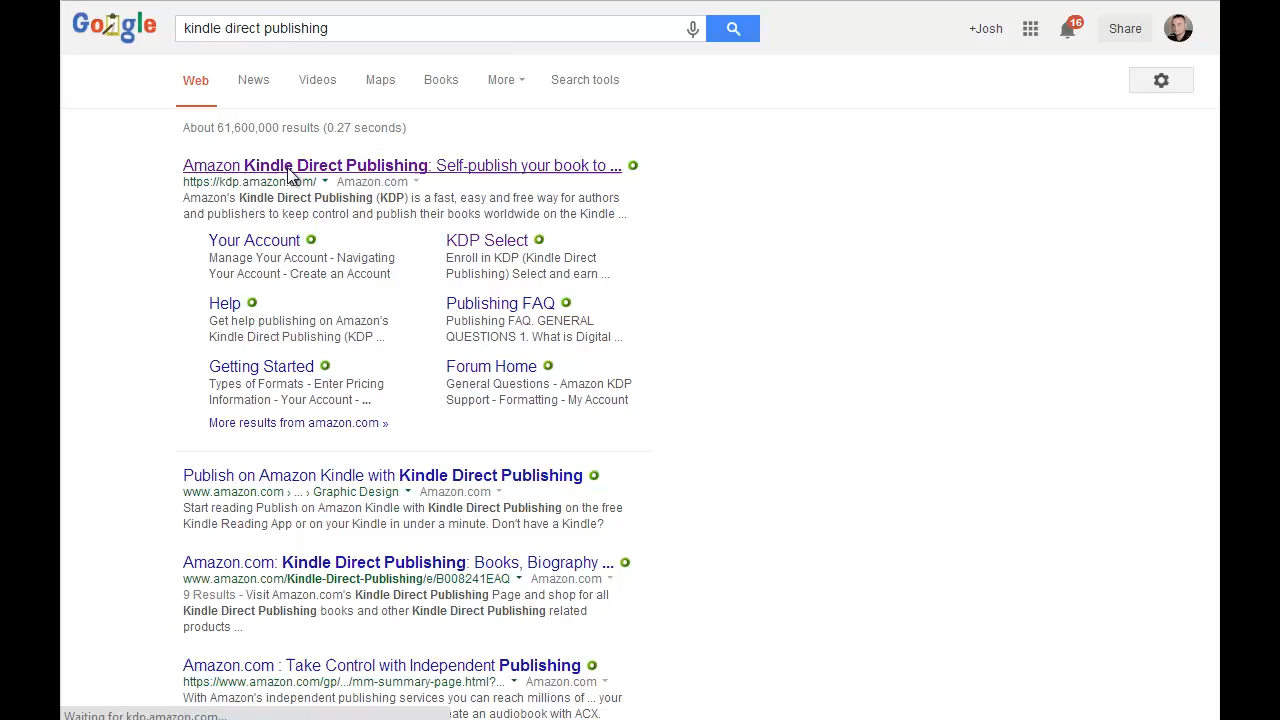 Google
kindle direct publishing
+Josh
16
Share
Web
News
Videos
Maps
Books
More
Search tools
About 61,600,000 results (0.27 seconds)
Amazon Kindle Direct Publishing: Self-publish your book to ...
https://kdp.amazon.com/ Amazon.com
Amazon's Kindle Direct Publishing (KDP) is a fast, easy and free way for authors
and publishers to keep control and publish their books worldwide on the Kindle ...
Your Account
Manage Your Account - Navigating
Your Account - Create an Account
KDP Select
Enroll in KDP (Kindle Direct
Publishing) Select and earn ...
Help
Get help publishing on Amazon's
Kindle Direct Publishing (KDP ...
Publishing FAQ
Publishing FAQ. GENERAL
QUESTIONS 1. What is Digital ...
Getting Started
Types of Formats - Enter Pricing
Information - Your Account - ...
Forum Home
General Questions - Amazon KDP
Support - Formatting - My Account
More results from amazon.com »
Publish on Amazon Kindle with Kindle Direct Publishing
www.amazon.com › ... › Graphic Design Amazon.com
Start reading Publish on Amazon Kindle with Kindle Direct Publishing on the free
Kindle Reading App or on your Kindle in under a minute. Don't have a Kindle?
Amazon.com: Kindle Direct Publishing: Books, Biography ...
www.amazon.com/Kindle-Direct-Publishing/e/B008241EAQ Amazon.com
9 Results - Visit Amazon.com's Kindle Direct Publishing Page and shop for all
Kindle Direct Publishing books and other Kindle Direct Publishing related
products ...
Amazon.com : Take Control with Independent Publishing
https://www.amazon.com/gp/.../mm-summary-page.html?... Amazon.com
With Amazon's independent publishing services you can reach millions of ... your
eate an audiobook with ACX.
Waiting for kdp.amazon.com...